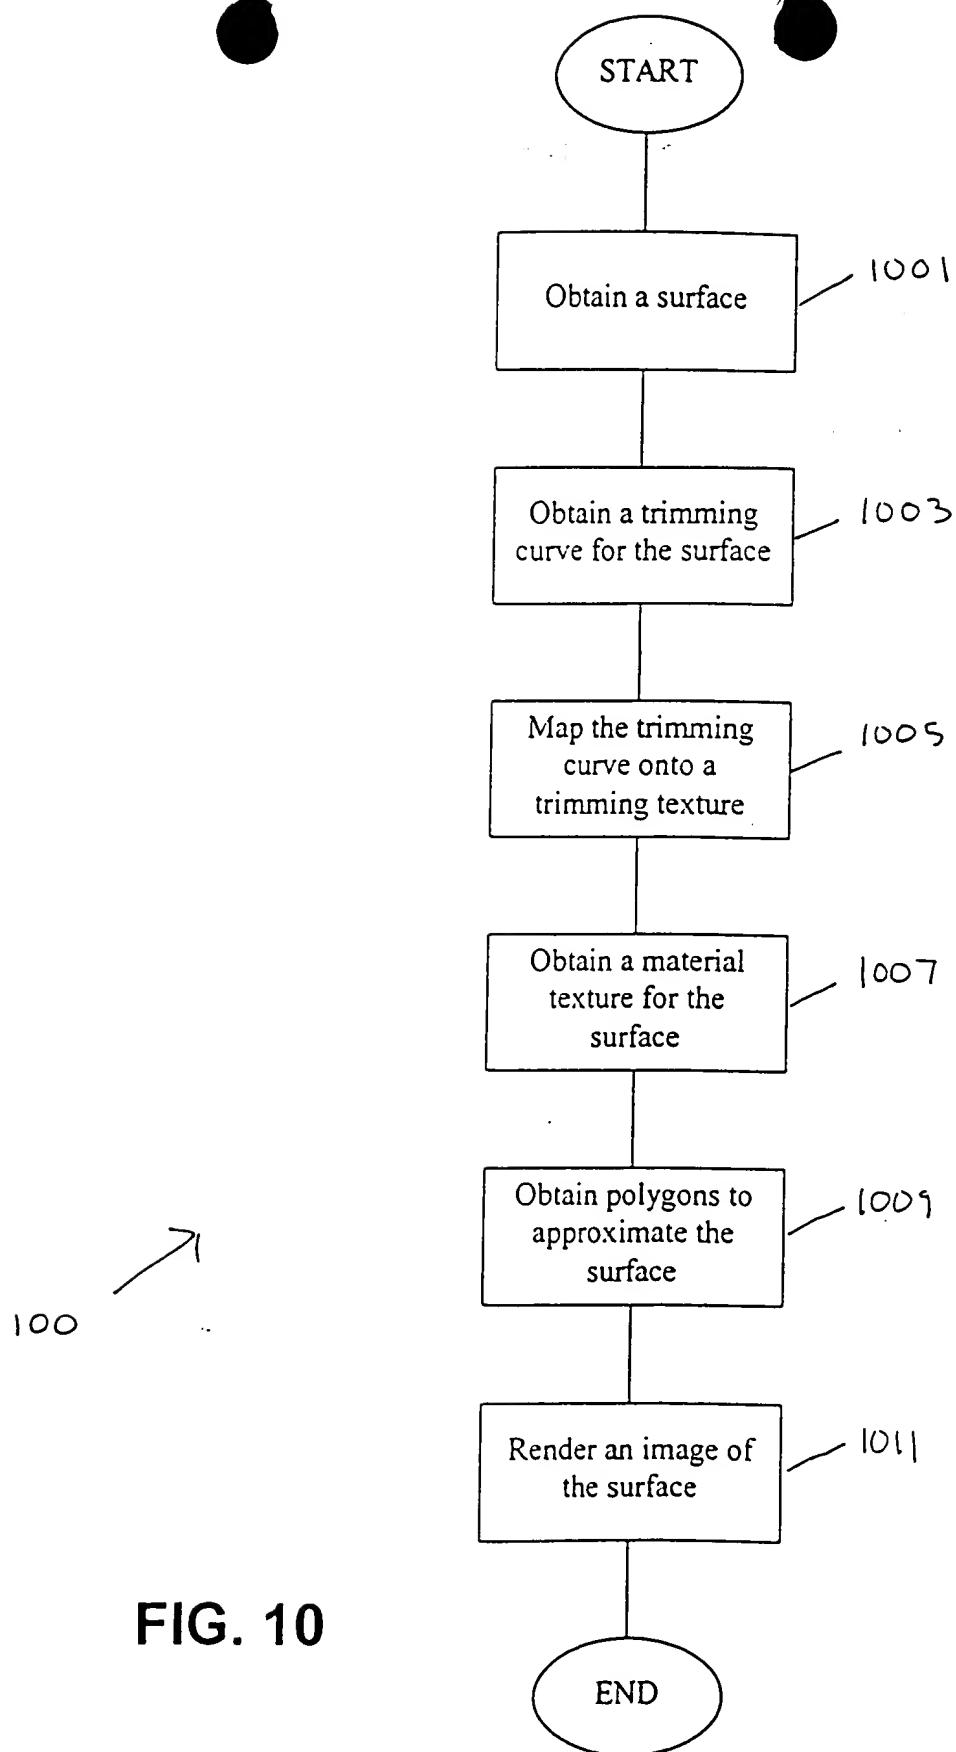 START
Obtain a surface
1001
Obtain a trimming
curve for the surface
1003
Map the trimming
curve onto a
trimming texture
1005
Obtain a material
texture for the
surface
1007
Obtain polygons to
approximate the
surface
1009
100
Render an image of
the surface
1011
FIG. 10
END